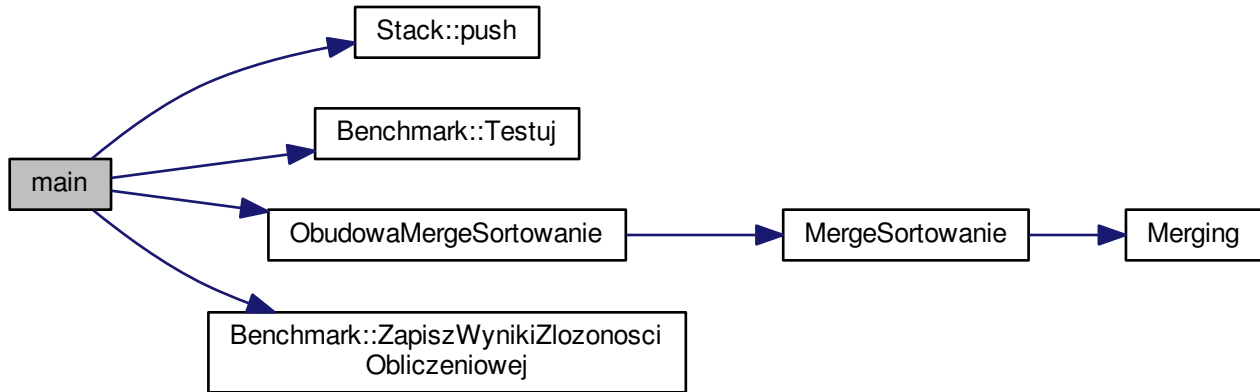 Stack::push
Benchmark::Testuj
main
ObudowaMergeSortowanie
MergeSortowanie
Merging
Benchmark::ZapiszWynikiZlozonosci
Obliczeniowej